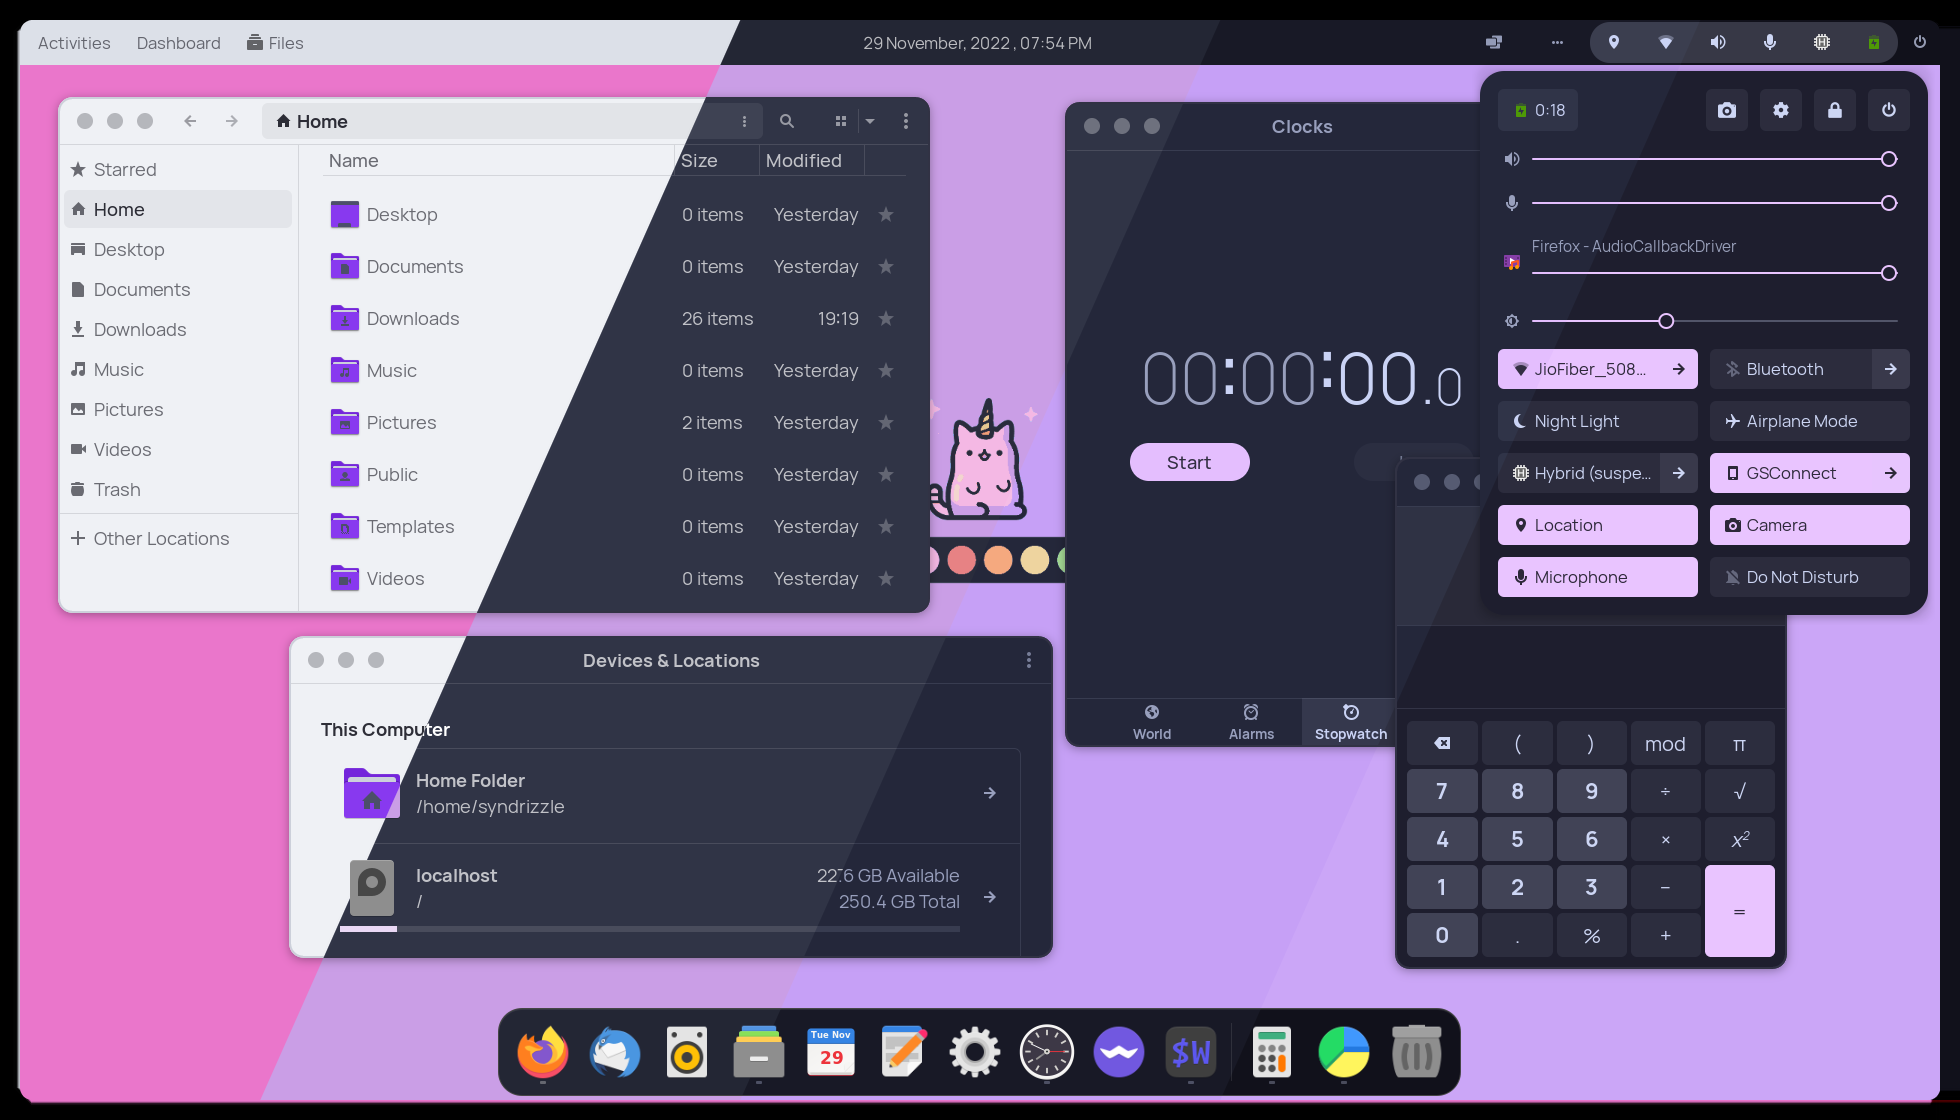 Activities Dashboard Files 29 November, 2022 , 07:54 PM
Home
Name Size Modified
Starred
Home
Desktop
Documents
Downloads
Music
Pictures
Videos
Trash
Other Locations
Desktop 0 items Yesterday
Documents 0 items Yesterday
Downloads 26 items 19:19
Music 0 items Yesterday
Pictures 2 items Yesterday
Public 0 items Yesterday
Templates 0 items Yesterday
Videos 0 items Yesterday
Devices & Locations
This Computer
Home Folder
/home/syndrizzle
localhost
/
GB Available
250.4 GB Total
Clocks
00:00:00.0
Start
World Alarms Stopwatch
0:18
Firefox - AudioCallbackDriver
JioFiber_508... Bluetooth
Night Light Airplane Mode
Hybrid (suspe... GSConnect
Location Camera
Microphone Do Not Disturb
( ) mod π
7 8 9 ÷ √
4 5 6 × x²
1 2 3 − =
0 . % +
Tue Nov
29
$W